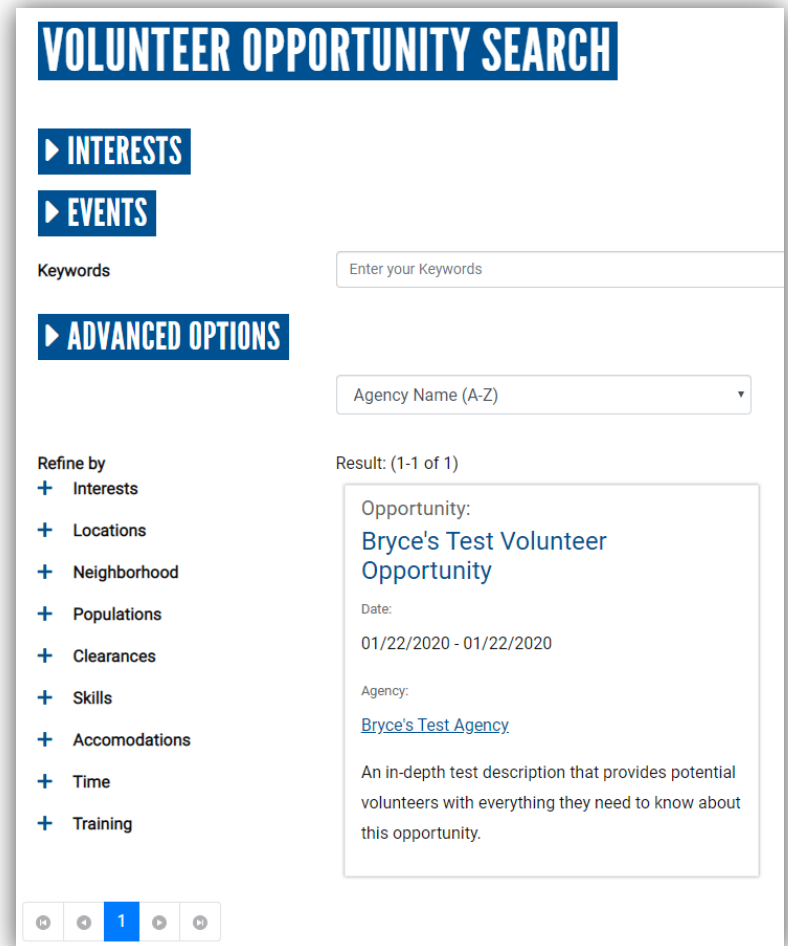 VOLUNTEER OPPORTUNITY SEARCH
INTERESTS
EVENTS
Keywords
Enter your Keywords
ADVANCED OPTIONS
Agency Name (A-Z)
Refine by
Interests
Locations
Neighborhood
Populations
Clearances
Skills
Accomodations
Time
Training
Result: (1-1 of 1)
Opportunity:
Bryce's Test Volunteer
Opportunity
Date:
01/22/2020 - 01/22/2020
Agency:
Bryce's Test Agency
An in-depth test description that provides potential
volunteers with everything they need to know about
this opportunity.
1